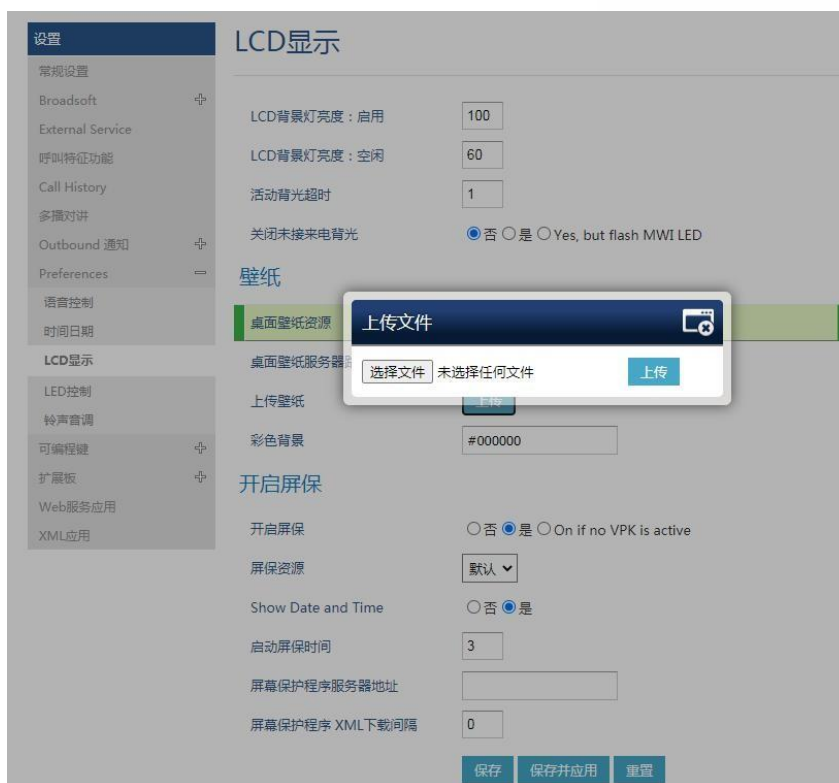 设置
常规设置
Broadsoft
External Service
呼叫特征功能
Call History
多播对讲
Outbound 通知
Preferences
语音控制
时间日期
LCD显示
LED控制
铃声音调
可编程键
扩展板
Web服务应用
XML应用
LCD显示
LCD背景灯亮度：启用 100
LCD背景灯亮度：空闲 60
活动背光超时 1
关闭未接来电背光 否 是 Yes, but flash MWI LED
壁纸
桌面壁纸资源
上传文件
桌面壁纸服务器
选择文件 未选择任何文件 上传
上传壁纸 上传
彩色背景 #000000
开启屏保
开启屏保 否 是 On if no VPK is active
屏保资源 默认
Show Date and Time 否 是
启动屏保时间 3
屏幕保护程序服务器地址
屏幕保护程序 XML下载间隔 0
保存 保存并应用 重置